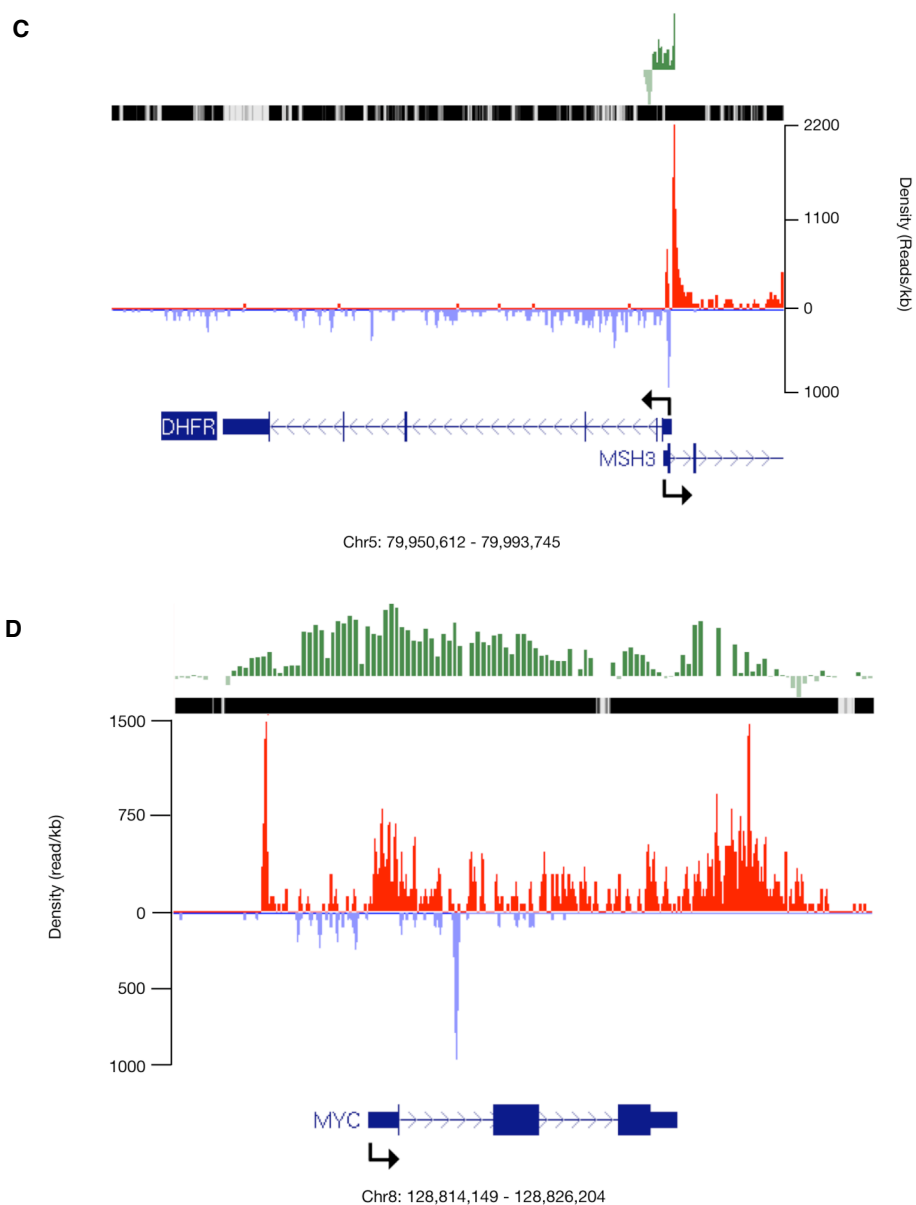 C
2200
1100
0
1000
Density (Reads/kb)
DHFR
MSH3
Chr5: 79,950,612 - 79,993,745
D
1500
750
0
500
1000
Density (read/kb)
MYC
Chr8: 128,814,149 - 128,826,204